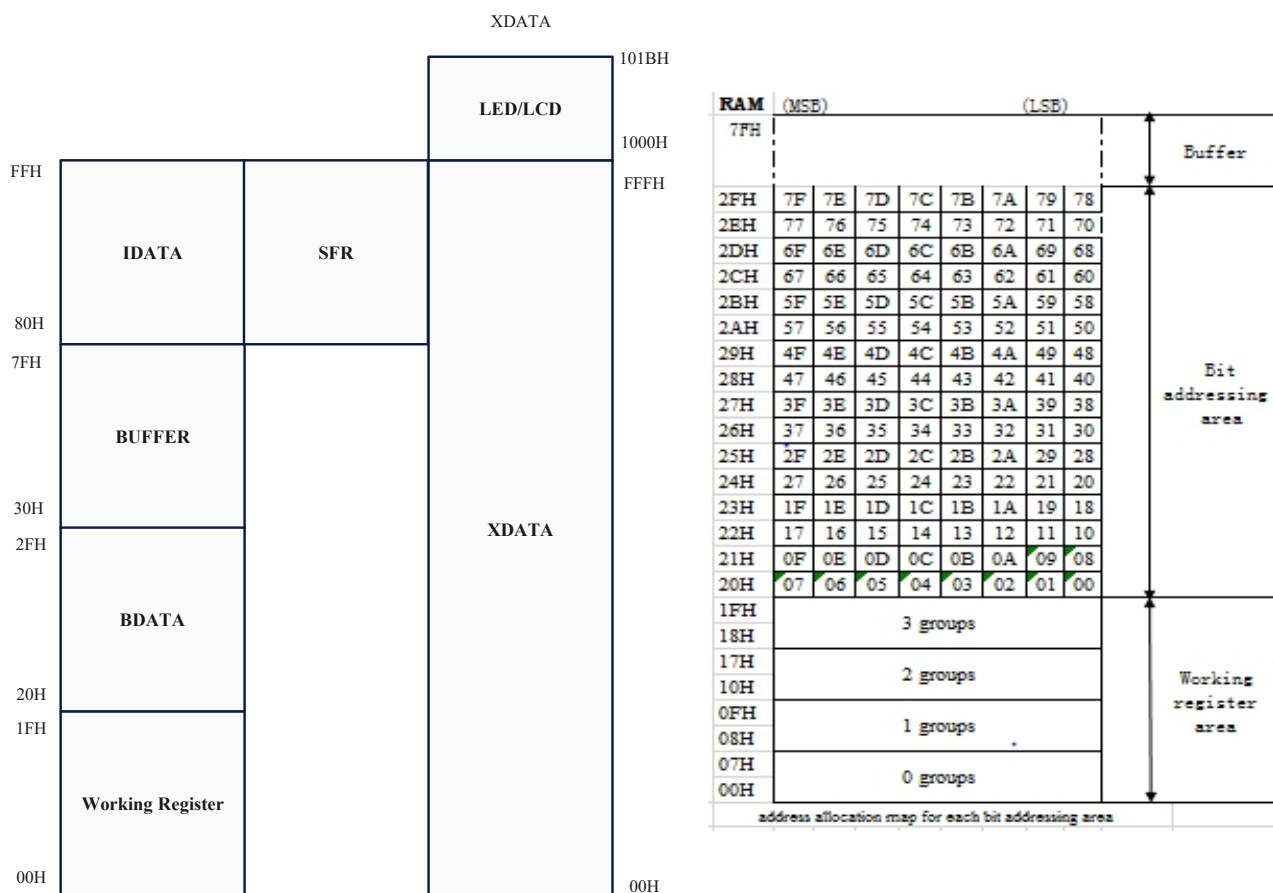 XDATA
101BH
LED/LCD
1000H
FFH
FFFH
IDATA
SFR
80H
7FH
BUFFER
30H
XDATA
2FH
BDATA
20H
1FH
Working Register
00H
00H
RAM (MSB) (LSB)
7FH
Buffer
2FH 7F 7E 7D 7C 7B 7A 79 78
2EH 77 76 75 74 73 72 71 70
2DH 6F 6E 6D 6C 6B 6A 69 68
2CH 67 66 65 64 63 62 61 60
2BH 5F 5E 5D 5C 5B 5A 59 58
2AH 57 56 55 54 53 52 51 50
29H 4F 4E 4D 4C 4B 4A 49 48
28H 47 46 45 44 43 42 41 40
27H 3F 3E 3D 3C 3B 3A 39 38
26H 37 36 35 34 33 32 31 30
25H 2F 2E 2D 2C 2B 2A 29 28
24H 27 26 25 24 23 22 21 20
23H 1F 1E 1D 1C 1B 1A 19 18
22H 17 16 15 14 13 12 11 10
21H 0F 0E 0D 0C 0B 0A 09 08
20H 07 06 05 04 03 02 01 00
Bit
addressing
area
1FH
3 groups
18H
17H
2 groups
10H
0FH
1 groups
08H
07H
0 groups
00H
Working
register
area
address allocation map for each bit addressing area